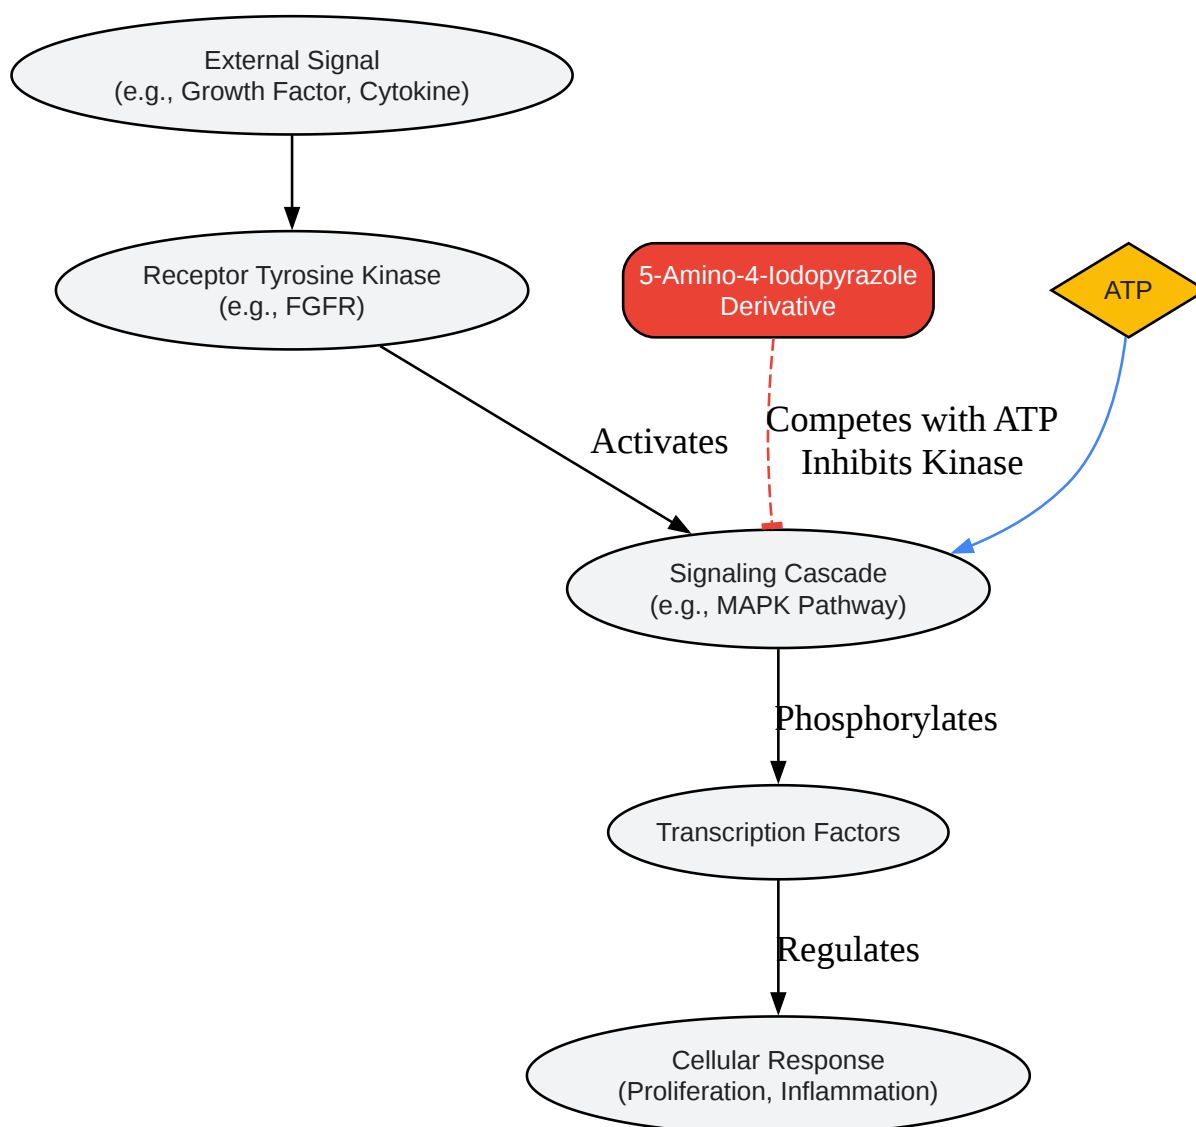 External Signal
(e.g., Growth Factor, Cytokine)
Receptor Tyrosine Kinase
(e.g., FGFR)
5-Amino-4-Iodopyrazole
Derivative
ATP
Activates
Competes with ATP
Inhibits Kinase
Signaling Cascade
(e.g., MAPK Pathway)
Phosphorylates
Transcription Factors
Regulates
Cellular Response
(Proliferation, Inflammation)